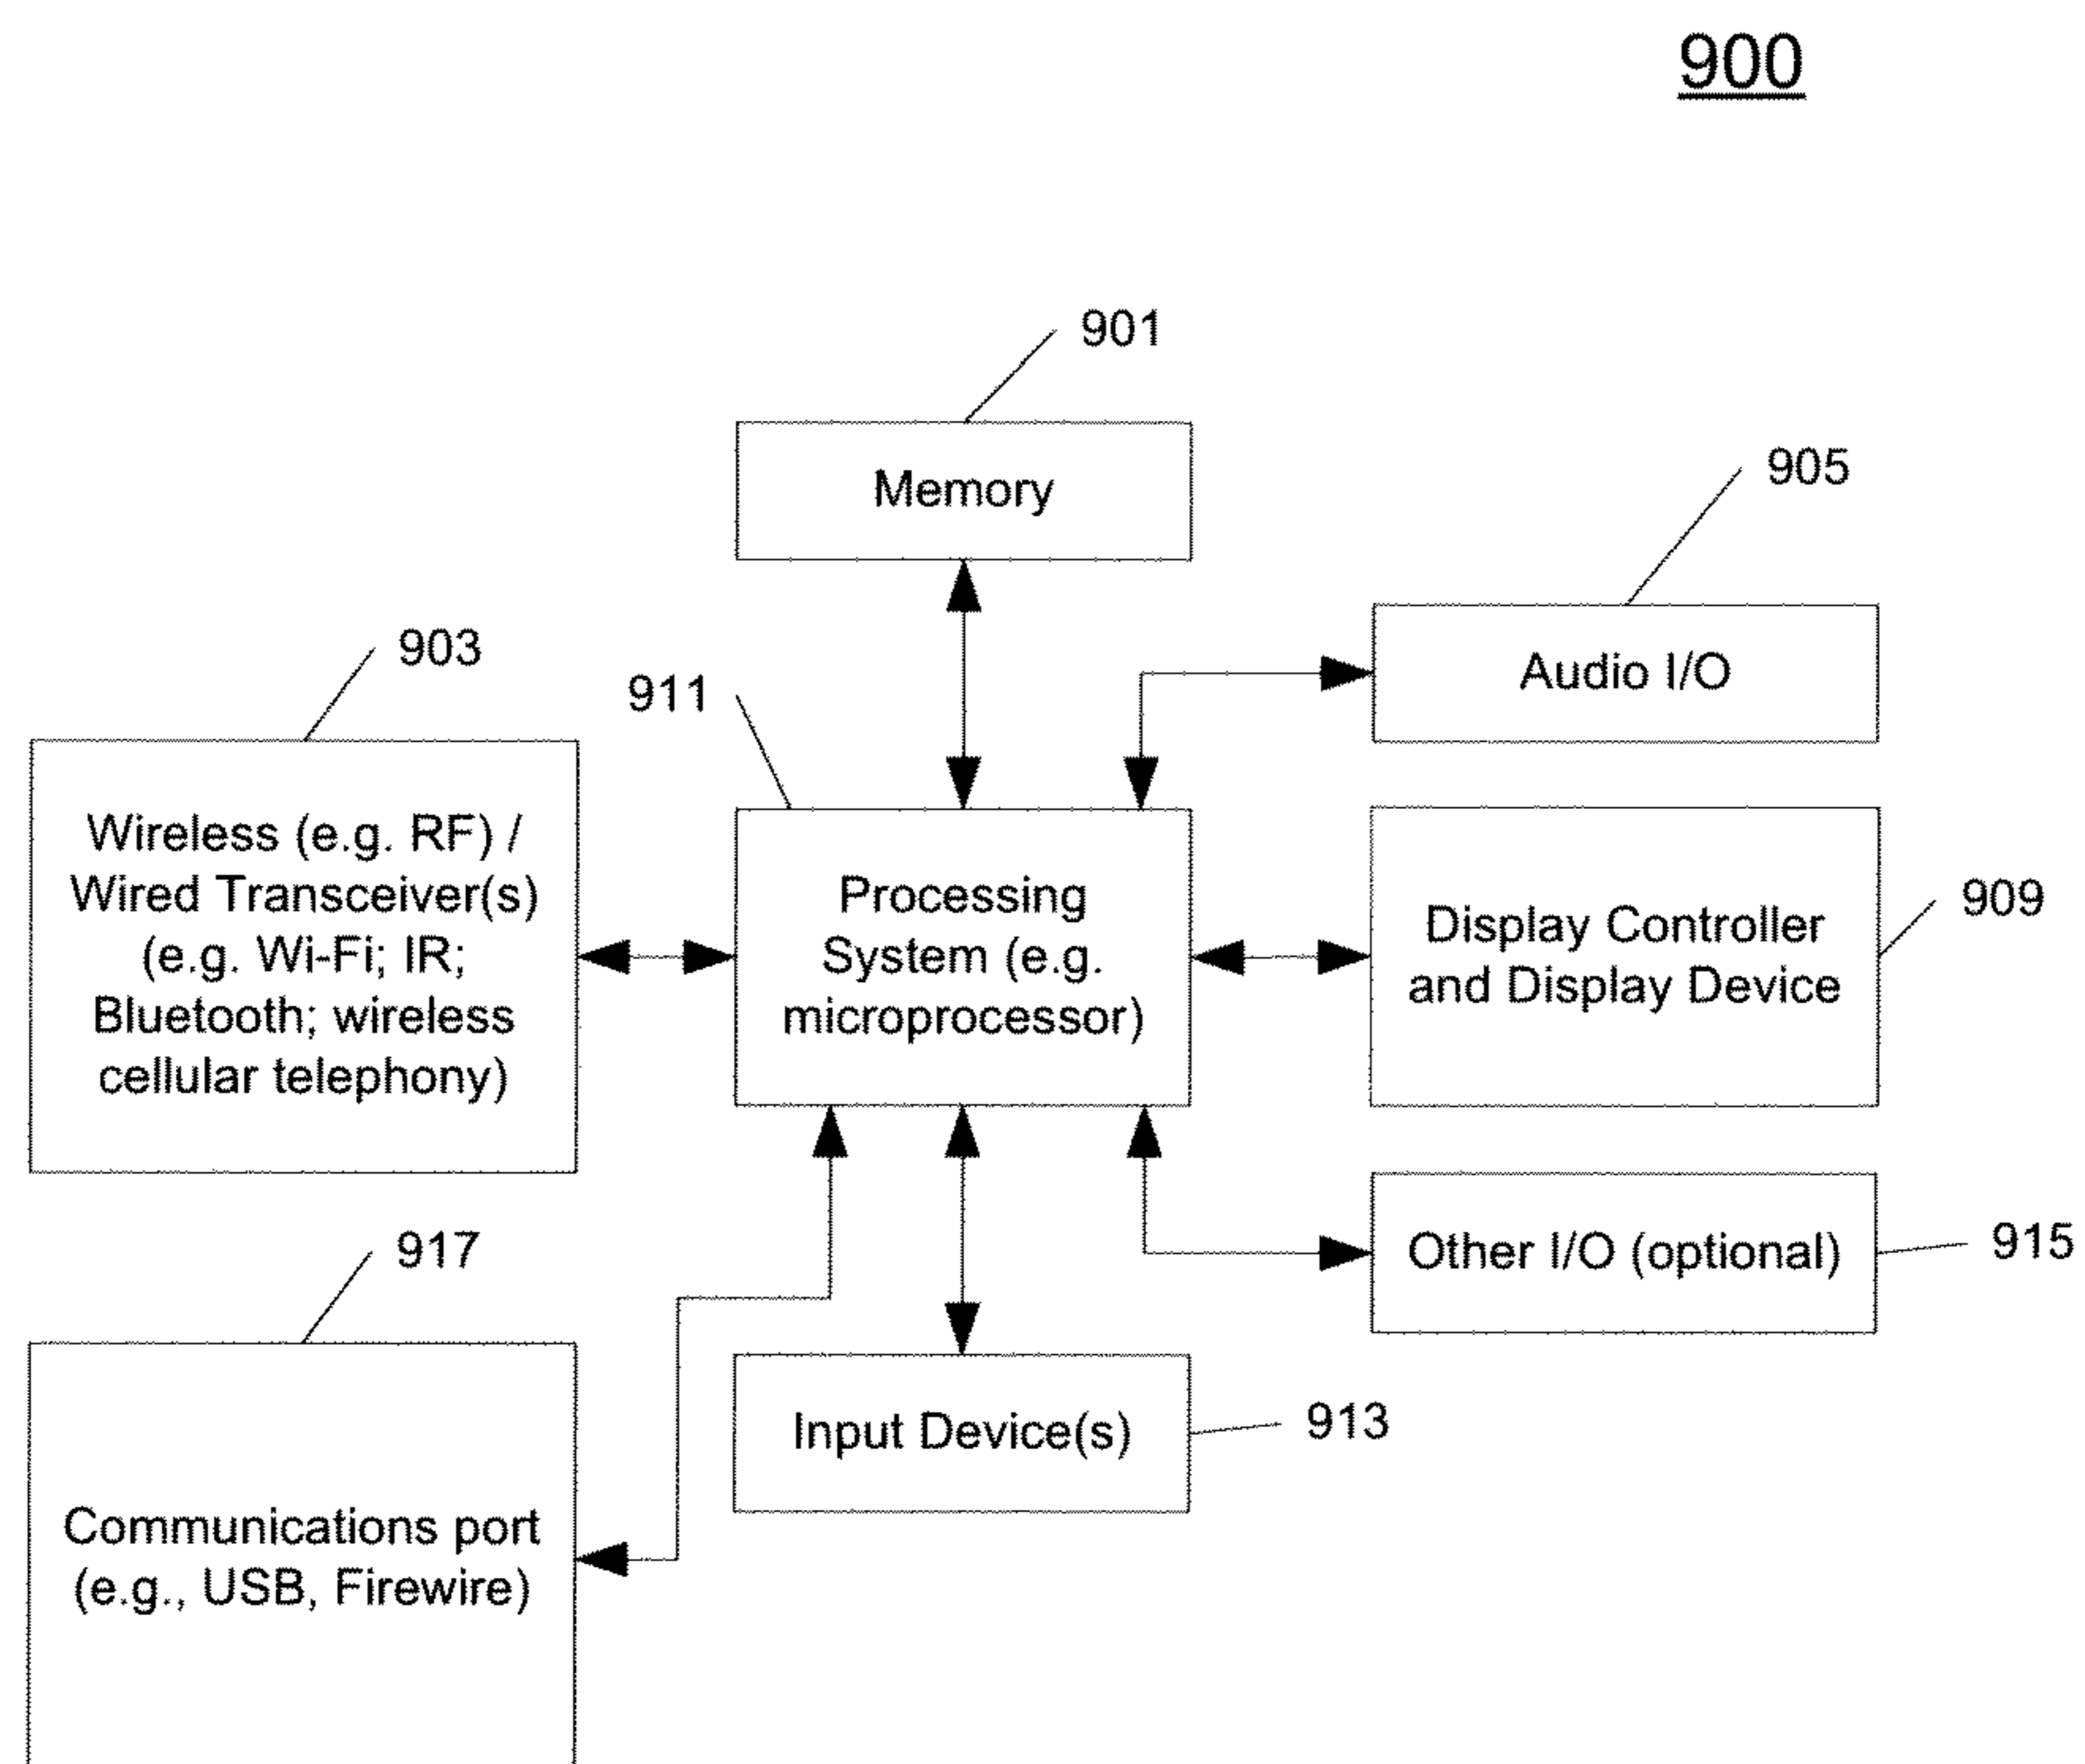 900
901
Memory
905
Audio I/O
903
911
Wireless (e.g. RF) /
Wired Transceiver(s)
(e.g. Wi-Fi; IR;
Bluetooth; wireless
cellular telephony)
Processing
System (e.g.
microprocessor)
Display Controller
and Display Device
909
917
Other I/O (optional)
915
Input Device(s)
913
Communications port
(e.g., USB, Firewire)